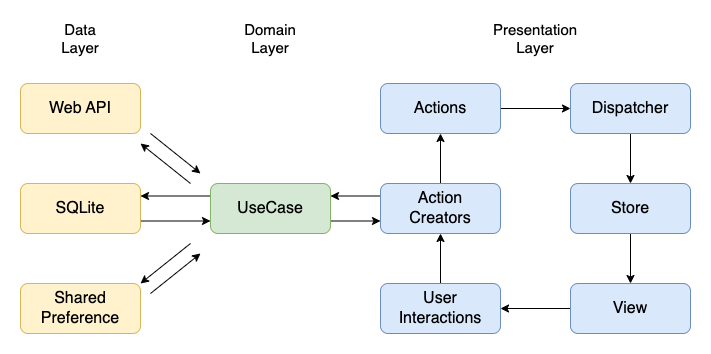 Data
Layer
Domain
Layer
Presentation
Layer
Web API
Actions
Dispatcher
SQLite
UseCase
Action
Creators
Store
Shared
Preference
User
Interactions
View